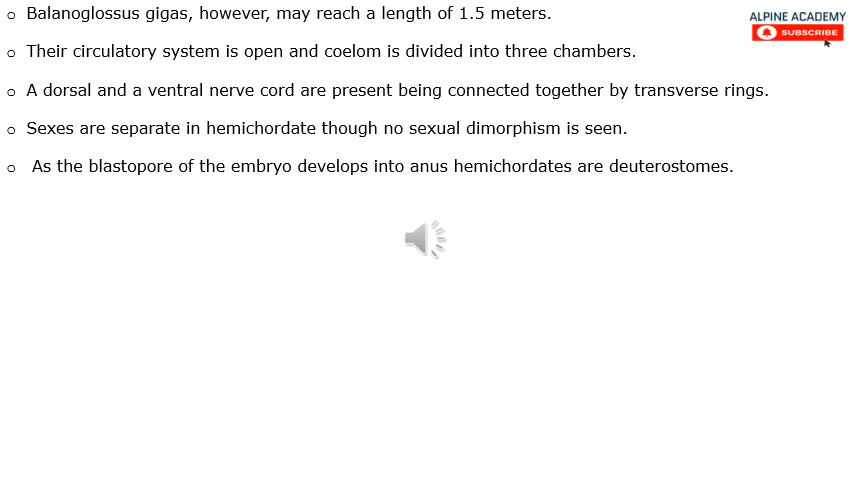 o Balanoglossus gigas, however, may reach a length of 1.5 meters.
o Their circulatory system is open and coelom is divided into three chambers.
o A dorsal and a ventral nerve cord are present being connected together by transverse rings.
o Sexes are separate in hemichordate though no sexual dimorphism is seen.
o As the blastopore of the embryo develops into anus hemichordates are deuterostomes.
ALPINE ACADEMY
SUBSCRIBE